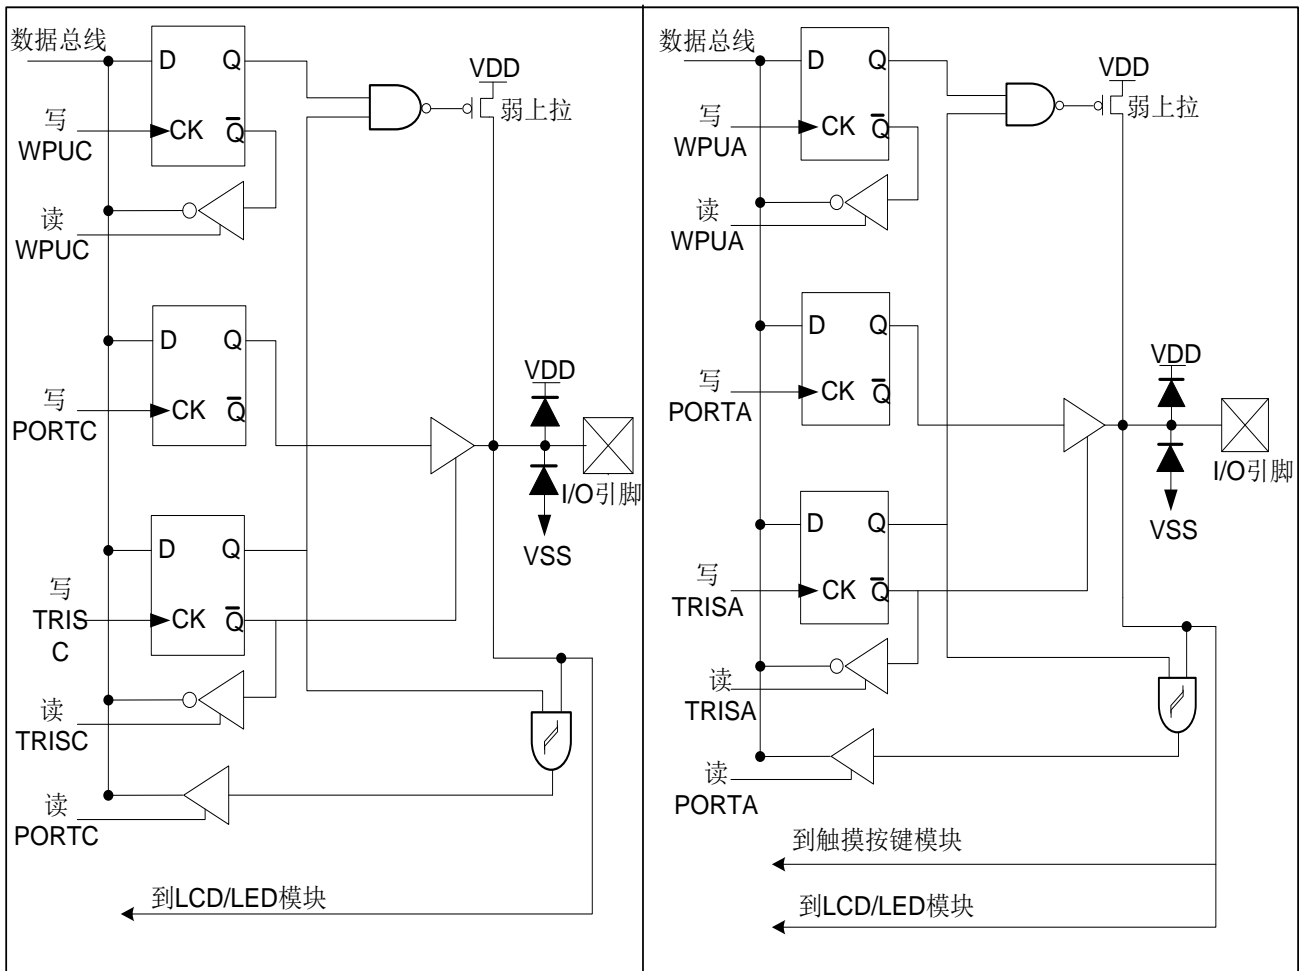 数据总线
D Q
VDD
弱上拉
写
WPUC
CK Q̅
读
WPUC
D Q
写
PORTC
CK Q̅
VDD
I/O引脚
VSS
D Q
写
TRIS
C
CK Q̅
读
TRISC
读
PORTC
到LCD/LED模块
数据总线
D Q
VDD
弱上拉
写
WPUA
CK Q̅
读
WPUA
D Q
写
PORTA
CK Q̅
VDD
I/O引脚
VSS
D Q
写
TRISA
CK Q̅
读
TRISA
读
PORTA
到触摸按键模块
到LCD/LED模块